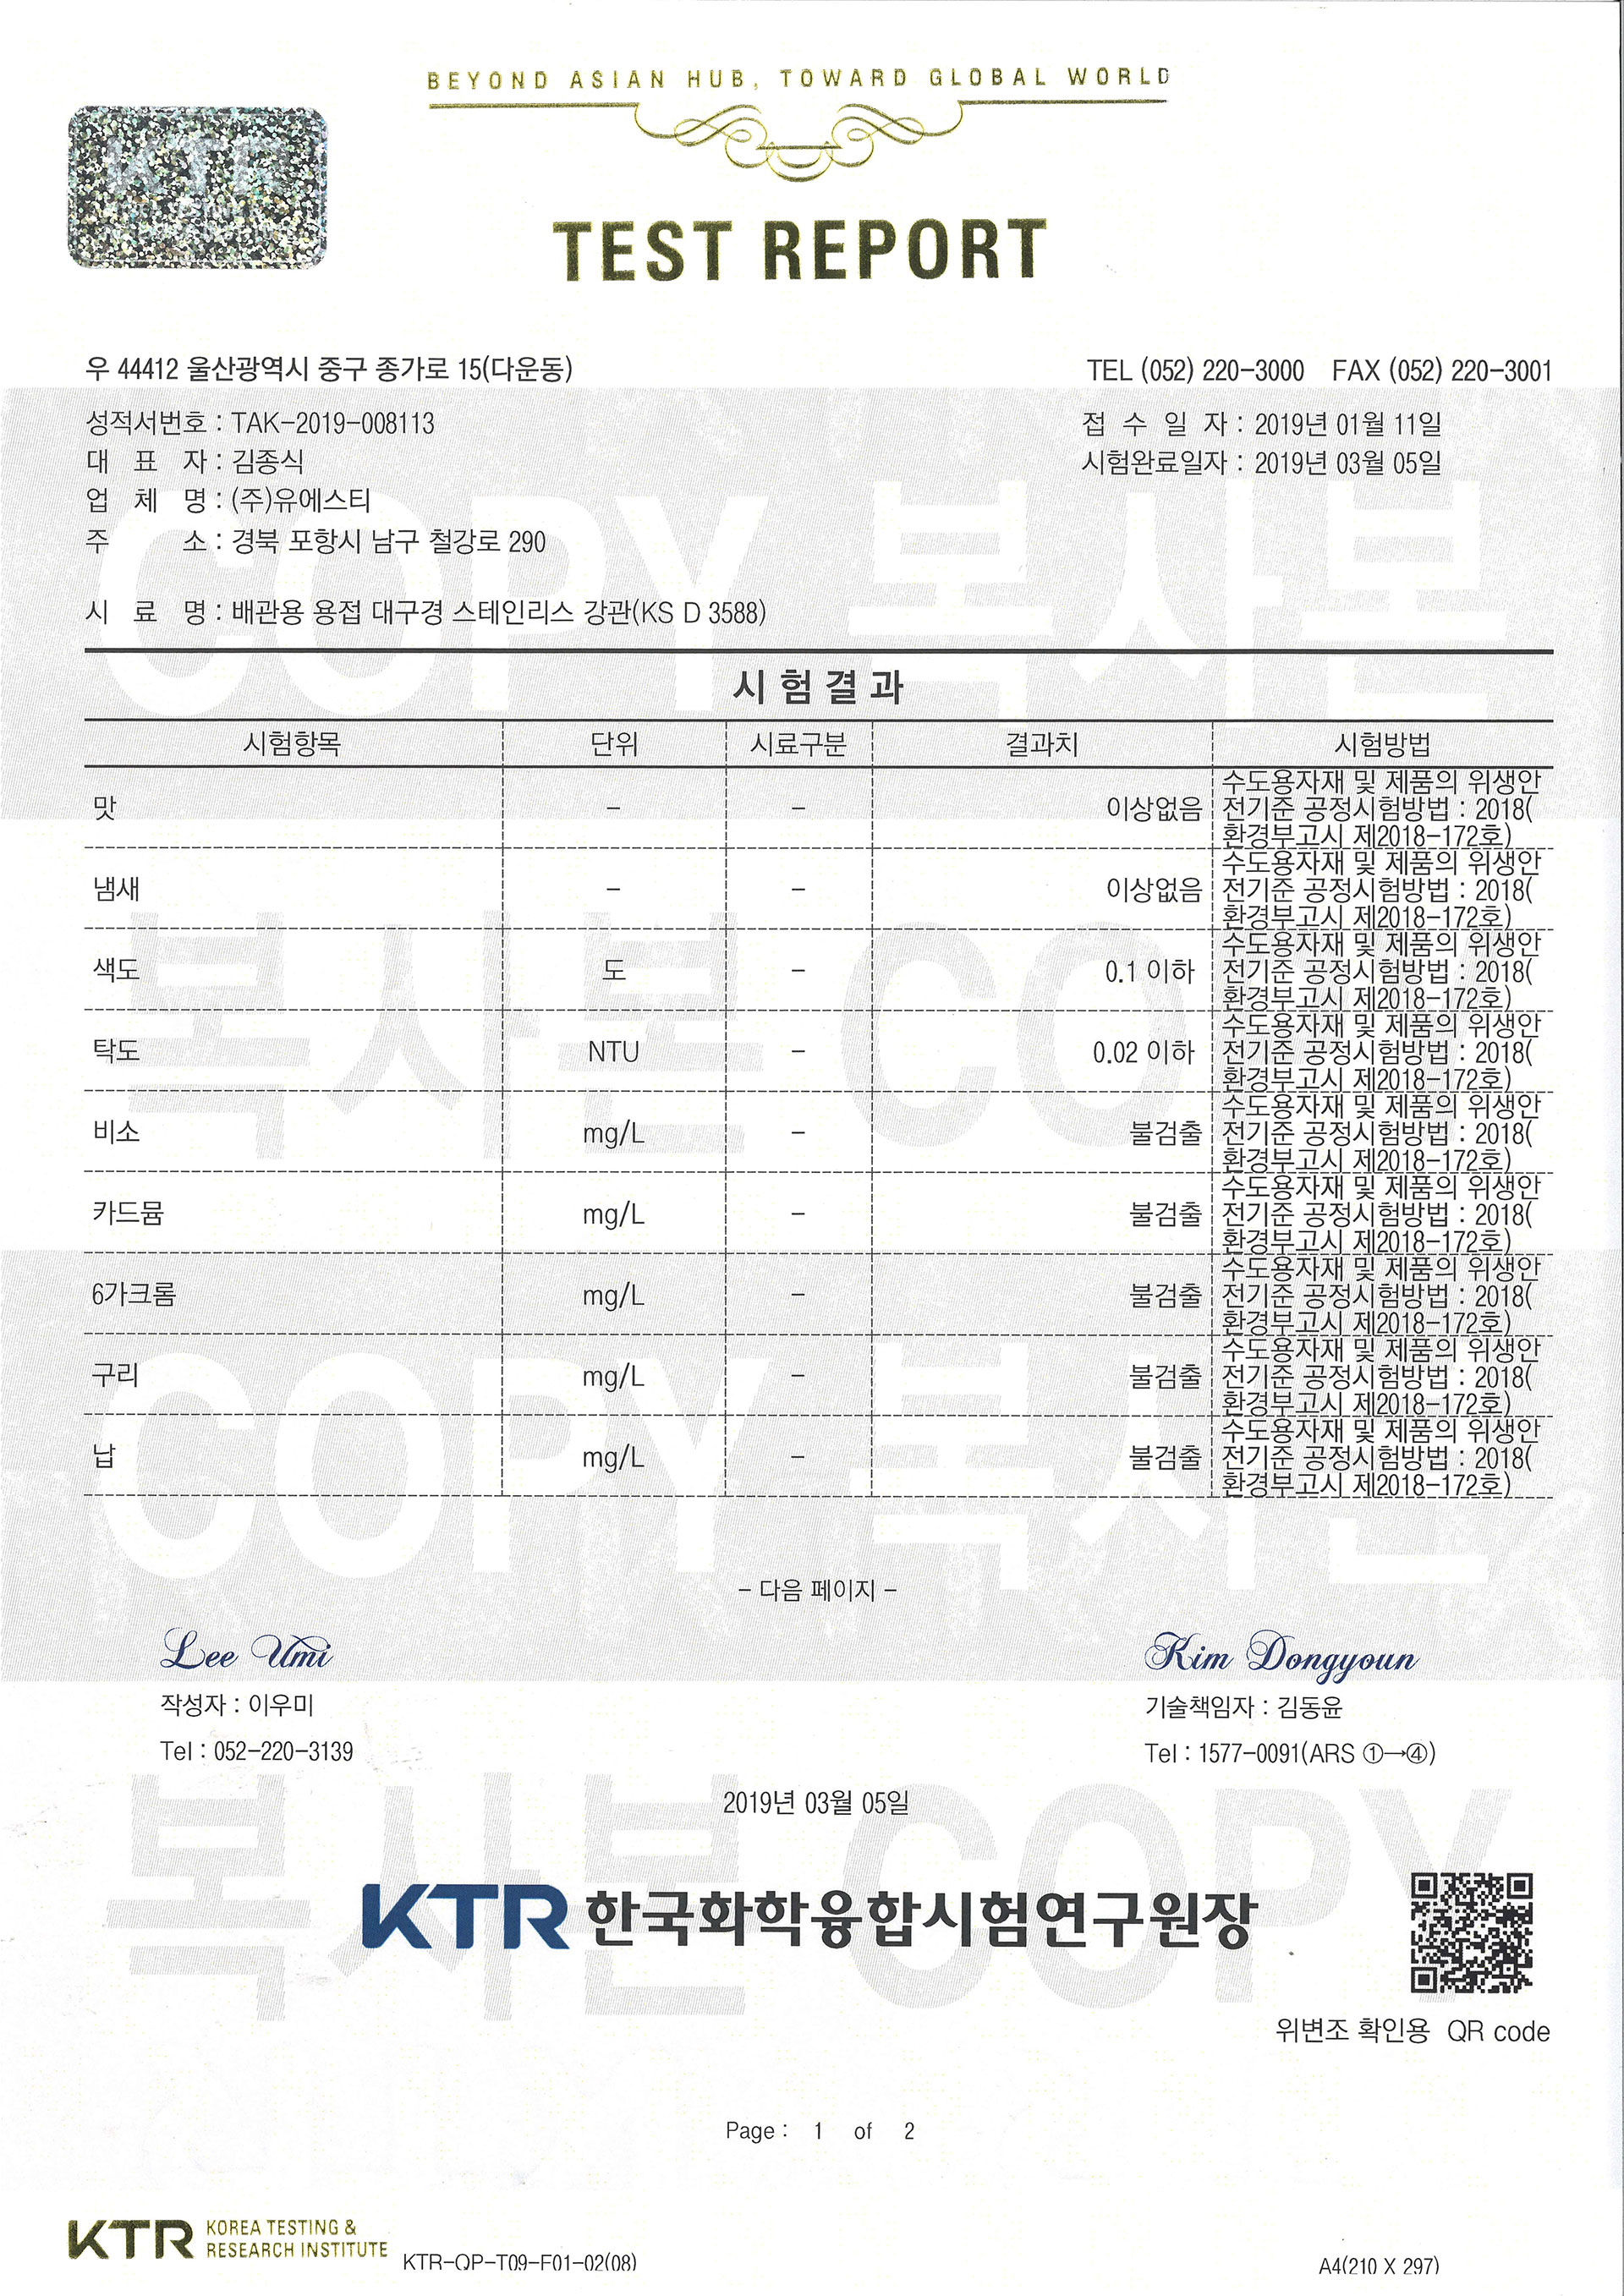 BEYOND ASIAN HUB, TOWARD GLOBAL WORLD
KTR
TEST REPORT
우 44412 울산광역시 중구 종가로 15(다운동) TEL (052) 220-3000 FAX (052) 220-3001
성적서번호 : TAK-2019-008113 접 수 일 자 : 2019년 01월 11일
대 표 자 : 김종식 시험완료일자 : 2019년 03월 05일
업 체 명 : (주)유에스티
주 소 : 경북 포항시 남구 철강로 290
시 료 명 : 배관용 용접 대구경 스테인리스 강관(KS D 3588)
시 험 결 과
시험항목 단위 시료구분 결과치 시험방법
맛 - - 이상없음 수도용자재 및 제품의 위생안
전기준 공정시험방법 : 2018(
환경부고시 제2018-172호)
냄새 - - 이상없음 수도용자재 및 제품의 위생안
전기준 공정시험방법 : 2018(
환경부고시 제2018-172호)
색도 도 - 0.1 이하 수도용자재 및 제품의 위생안
전기준 공정시험방법 : 2018(
환경부고시 제2018-172호)
탁도 NTU - 0.02 이하 수도용자재 및 제품의 위생안
전기준 공정시험방법 : 2018(
환경부고시 제2018-172호)
비소 mg/L - 불검출 수도용자재 및 제품의 위생안
전기준 공정시험방법 : 2018(
환경부고시 제2018-172호)
카드뮴 mg/L - 불검출 수도용자재 및 제품의 위생안
전기준 공정시험방법 : 2018(
환경부고시 제2018-172호)
6가크롬 mg/L - 불검출 수도용자재 및 제품의 위생안
전기준 공정시험방법 : 2018(
환경부고시 제2018-172호)
구리 mg/L - 불검출 수도용자재 및 제품의 위생안
전기준 공정시험방법 : 2018(
환경부고시 제2018-172호)
납 mg/L - 불검출 수도용자재 및 제품의 위생안
전기준 공정시험방법 : 2018(
환경부고시 제2018-172호)
- 다음 페이지 -
Lee Umi Kim Dongyoun
작성자 : 이우미 기술책임자 : 김동윤
Tel : 052-220-3139 Tel : 1577-0091(ARS ①→④)
2019년 03월 05일
KTR 한국화학융합시험연구원장
위변조 확인용 QR code
Page : 1 of 2
KTR KOREA TESTING &
RESEARCH INSTITUTE
KTR-QP-T09-F01-02(08) A4(210 X 297)
COPY 복사본
복사본 COPY
COPY 복사본
복사본 COPY